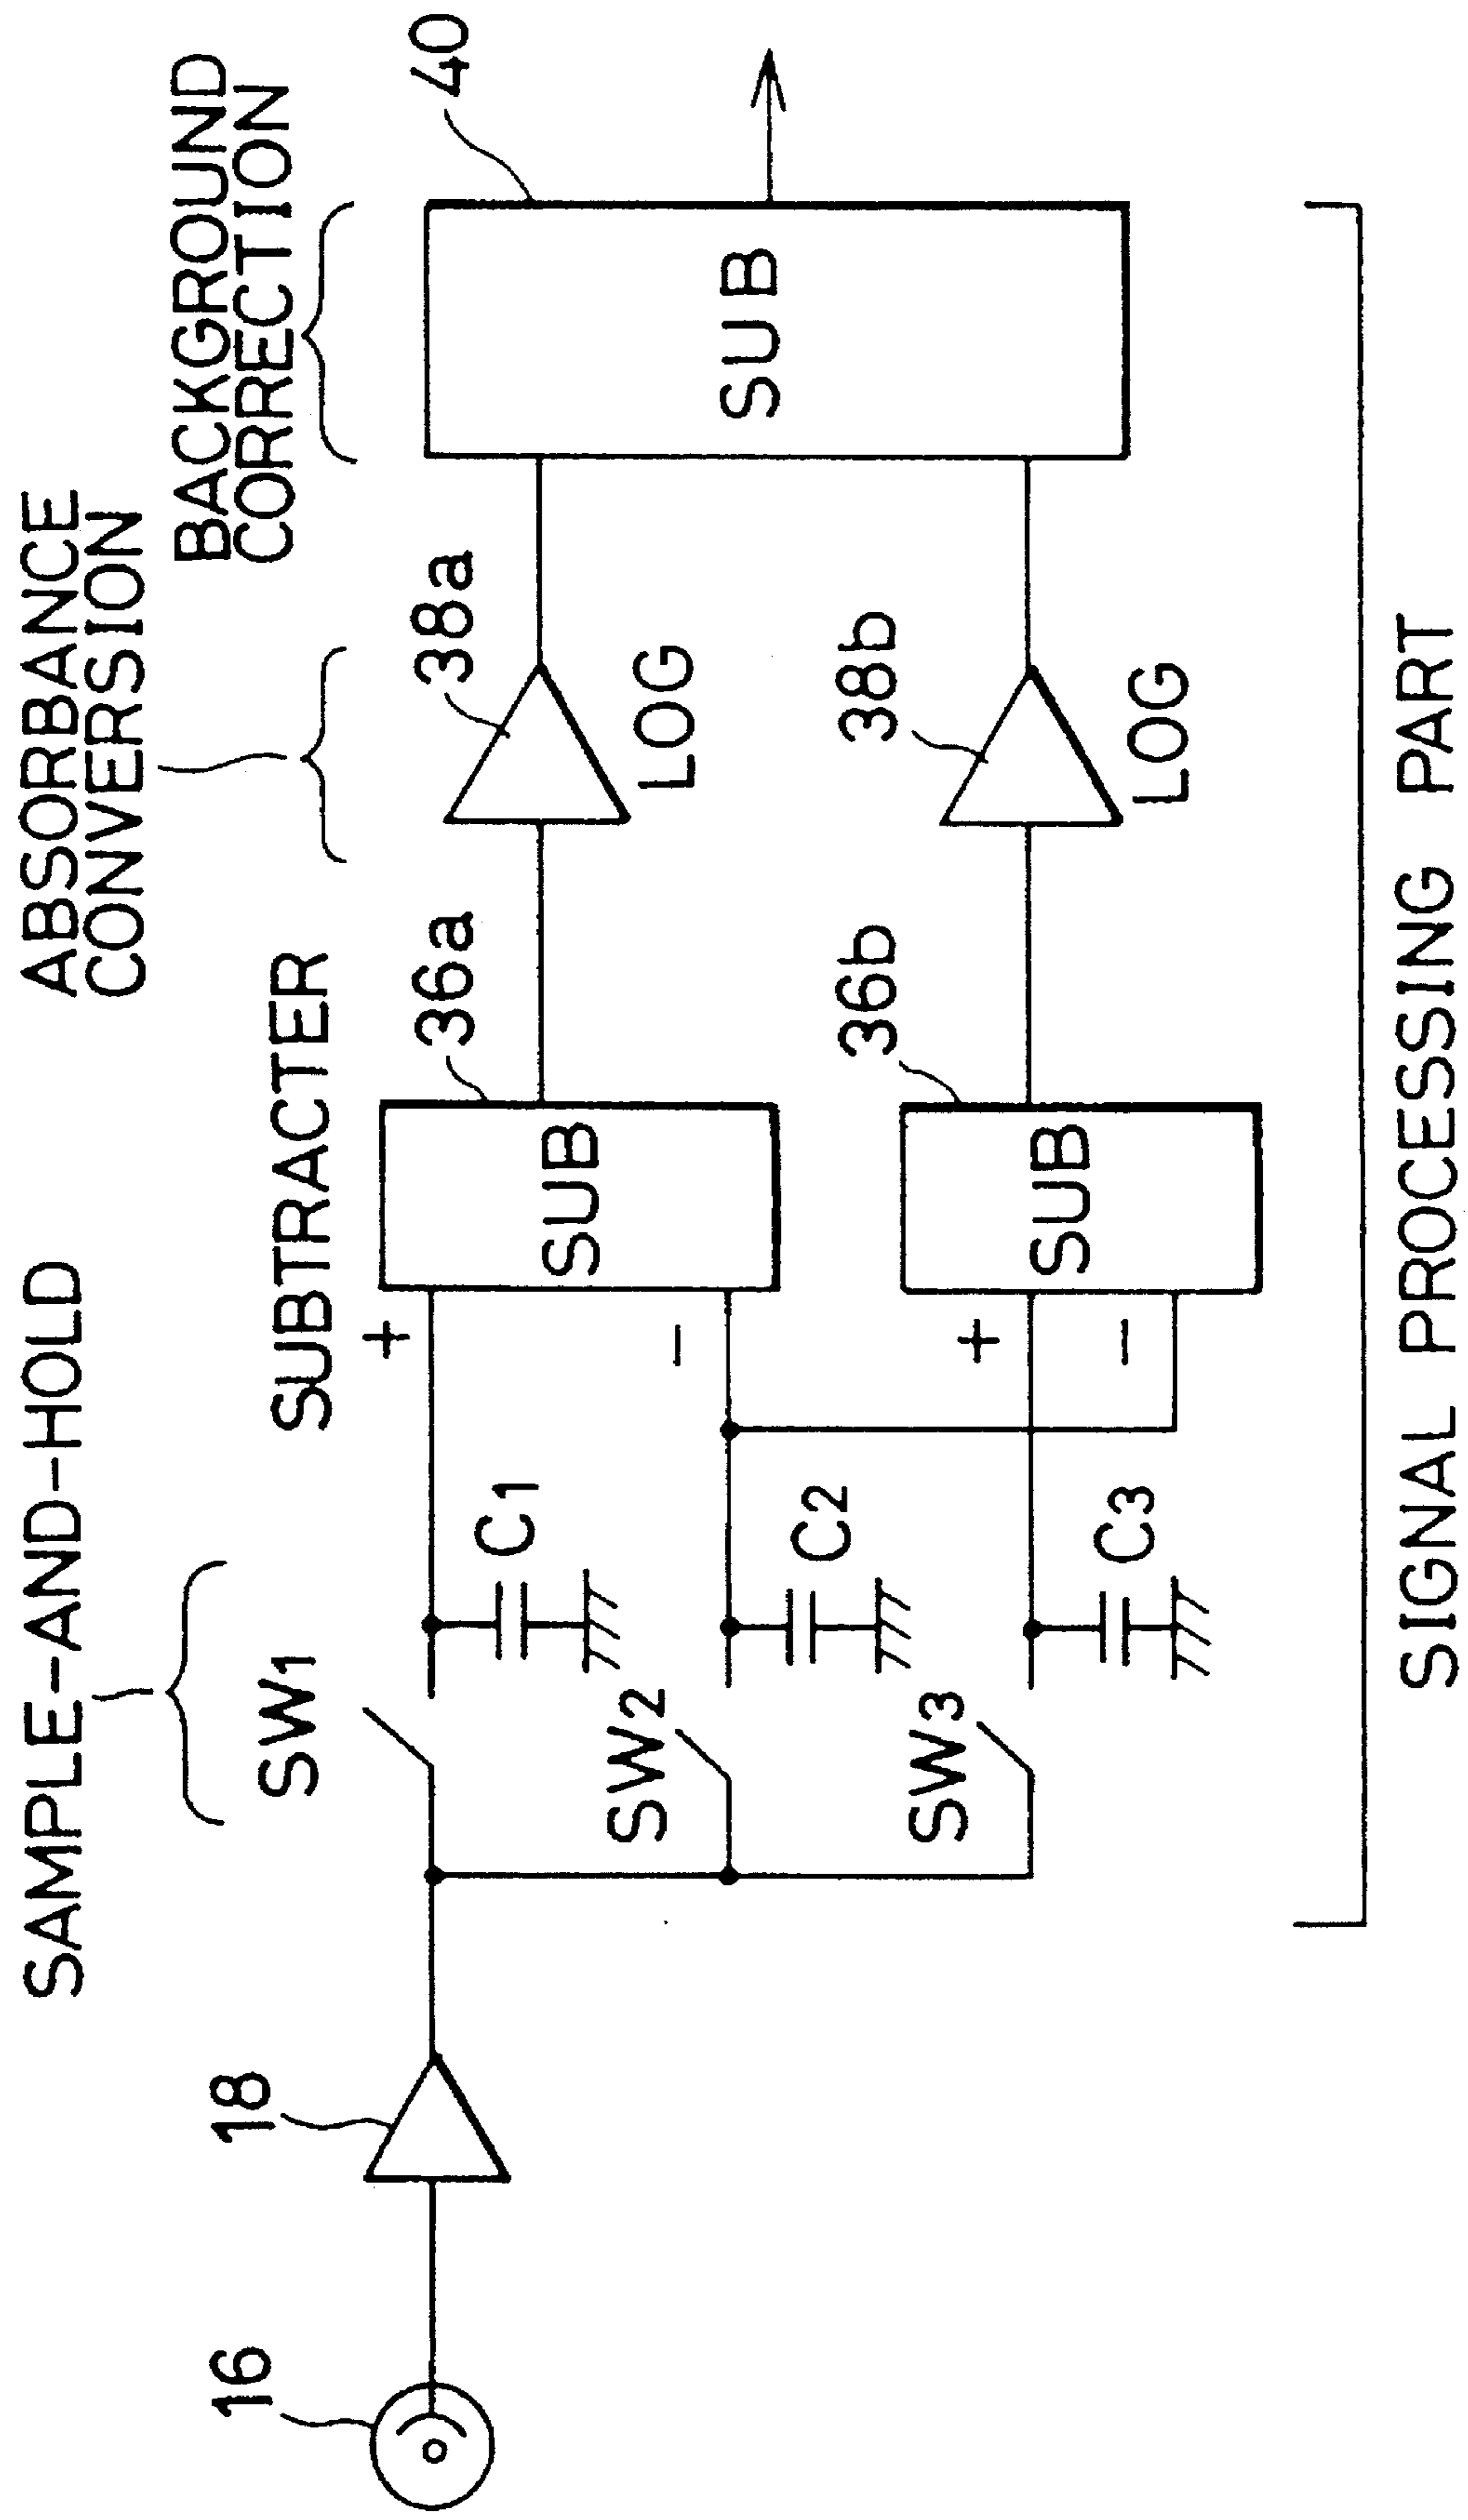 SAMPLE-AND-HOLD
ABSORBANCE
CONVERSION
BACKGROUND
CORRECTION
SUBTRACTER
16
18
SW1
SW2
SW3
C1
C2
C3
+
−
+
−
36a
SUB
36b
SUB
38a
LOG
38b
LOG
40
SUB
SIGNAL PROCESSING PART